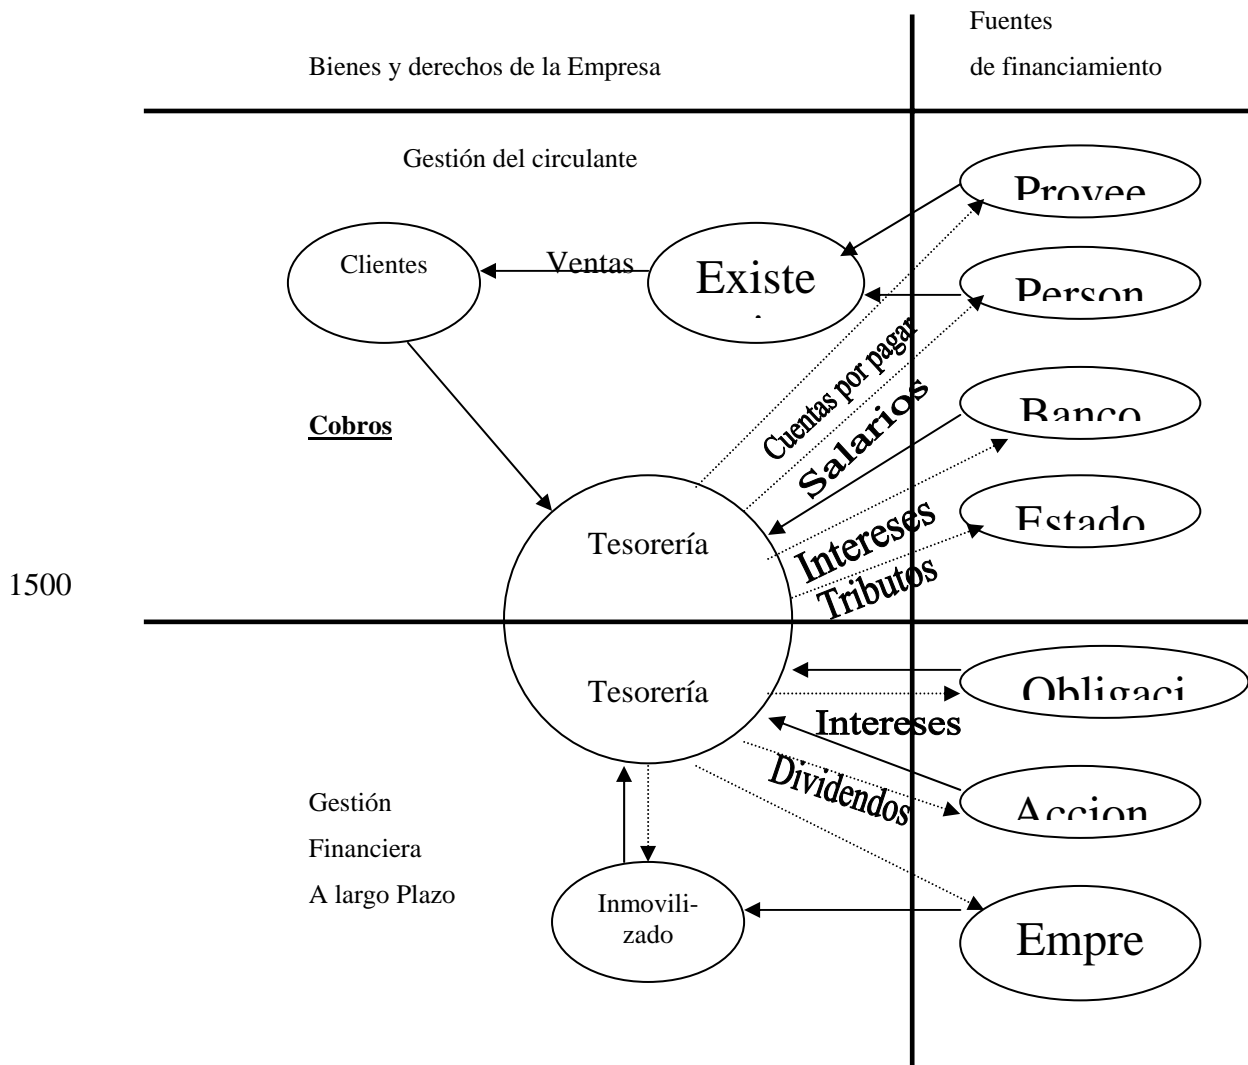 Fuentes
Bienes y derechos de la Empresa
de financiamiento
Gestión del circulante
Provee
Clientes
Ventas
Existe
Person
Cuentas por pagar
Salarios
Cobros
Banco
Tesorería
Intereses
Estado
Tributos
1500
Tesorería
Obligaci
Intereses
Dividendos
Accion
Gestión
Financiera
A largo Plazo
Inmovili-
zado
Empre